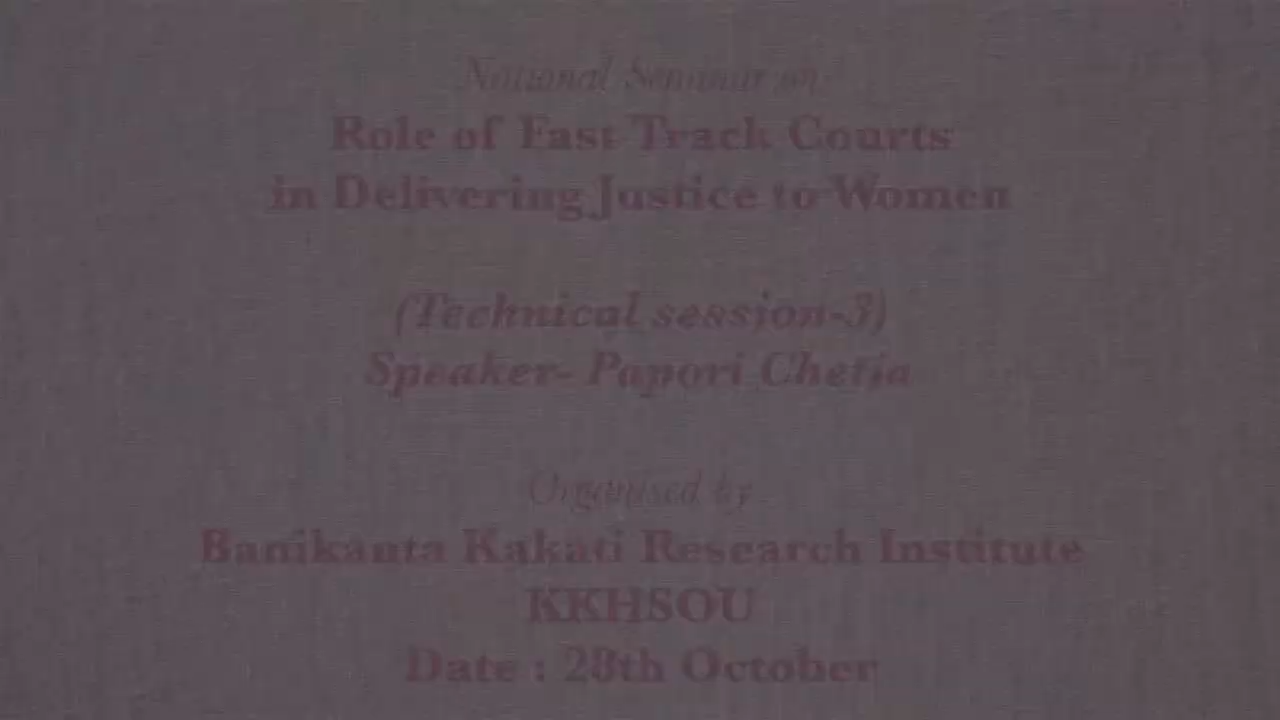 National Seminar on
Role of Fast Track Courts
in Delivering Justice to Women
(Technical session-3)
Speaker- Papori Chetia
Organised by
Banikanta Kakati Research Institute
KKHSOU
Date : 28th October